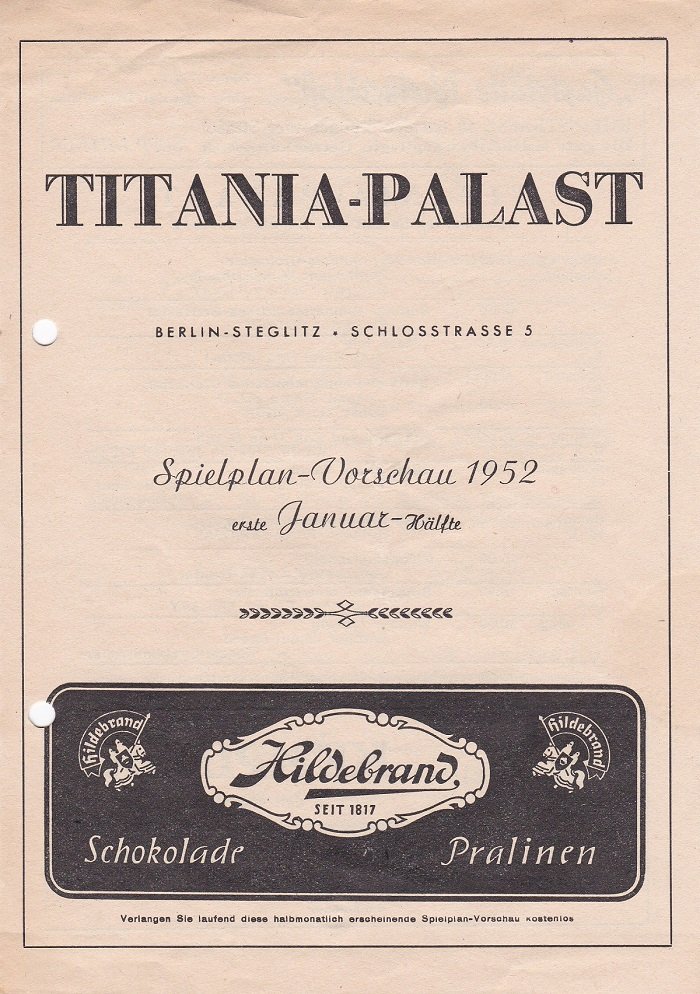 TITANIA-PALAST
BERLIN-STEGLITZ • SCHLOSSTRASSE 5
Spielplan-Vorschau 1952
erste Januar-Hälfte
Hildebrand
Hildebrand
Hildebrand,
SEIT 1817
Schokolade Pralinen
Verlangen Sie laufend diese halbmonatlich erscheinende Spielplan-Vorschau kostenlos